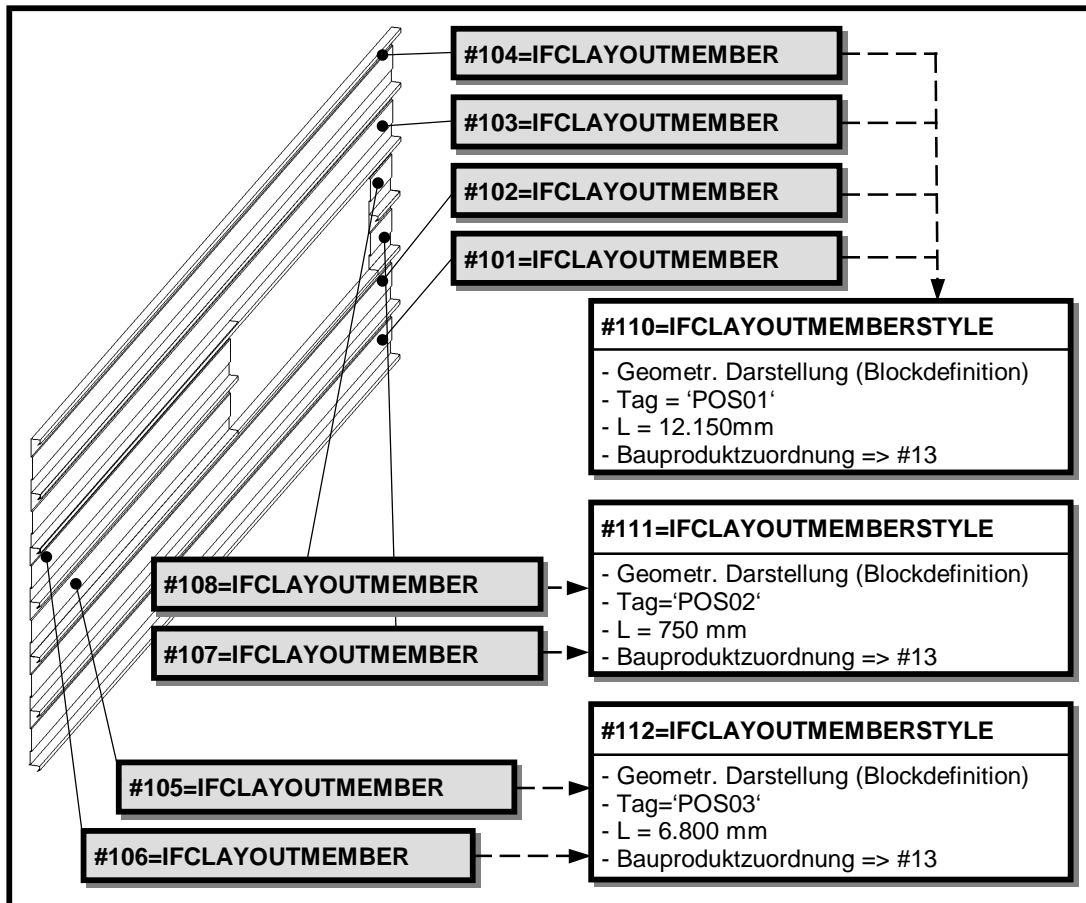 #104=IFCLAYOUTMEMBER
#103=IFCLAYOUTMEMBER
#102=IFCLAYOUTMEMBER
#101=IFCLAYOUTMEMBER
#110=IFCLAYOUTMEMBERSTYLE
- Geometr. Darstellung (Blockdefinition)
- Tag = ‘POS01‘
- L = 12.150mm
- Bauproduktzuordnung => #13
#111=IFCLAYOUTMEMBERSTYLE
- Geometr. Darstellung (Blockdefinition)
- Tag=‘POS02‘
- L = 750 mm
- Bauproduktzuordnung => #13
#108=IFCLAYOUTMEMBER
#107=IFCLAYOUTMEMBER
#112=IFCLAYOUTMEMBERSTYLE
- Geometr. Darstellung (Blockdefinition)
- Tag=‘POS03‘
- L = 6.800 mm
- Bauproduktzuordnung => #13
#105=IFCLAYOUTMEMBER
#106=IFCLAYOUTMEMBER